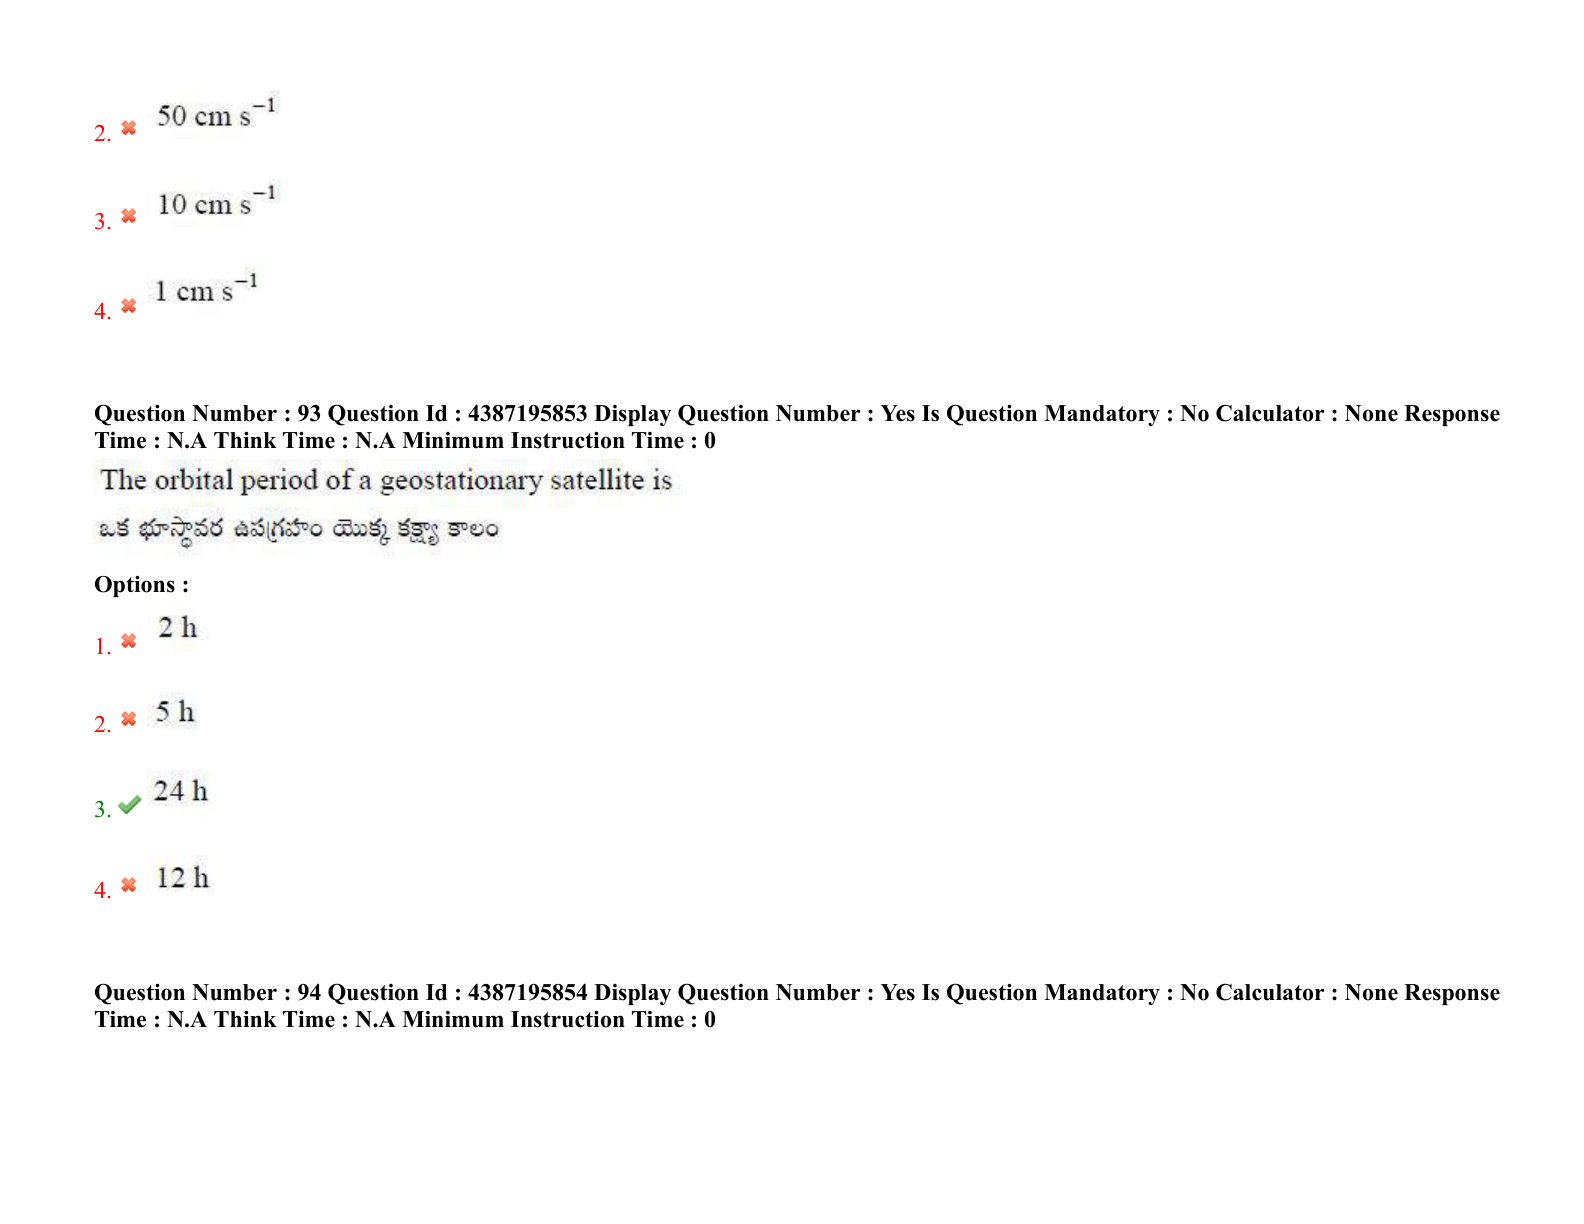 2. 50 cm s⁻¹
3. 10 cm s⁻¹
4. 1 cm s⁻¹
Question Number : 93 Question Id : 4387195853 Display Question Number : Yes Is Question Mandatory : No Calculator : None Response
Time : N.A Think Time : N.A Minimum Instruction Time : 0
The orbital period of a geostationary satellite is
ఒక భూస్థావర ఉపగ్రహం యొక్క కక్ష్యా కాలం
Options :
1. 2 h
2. 5 h
3. 24 h
4. 12 h
Question Number : 94 Question Id : 4387195854 Display Question Number : Yes Is Question Mandatory : No Calculator : None Response
Time : N.A Think Time : N.A Minimum Instruction Time : 0